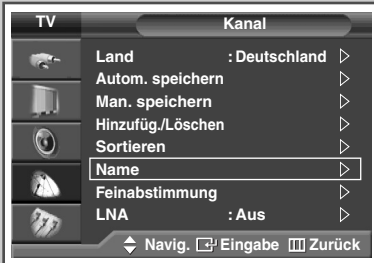 TV Kanal
Land : Deutschland
Autom. speichern
Man. speichern
Hinzufüg./Löschen
Sortieren
Name
Feinabstimmung
LNA : Aus
Navig. Eingabe Zurück